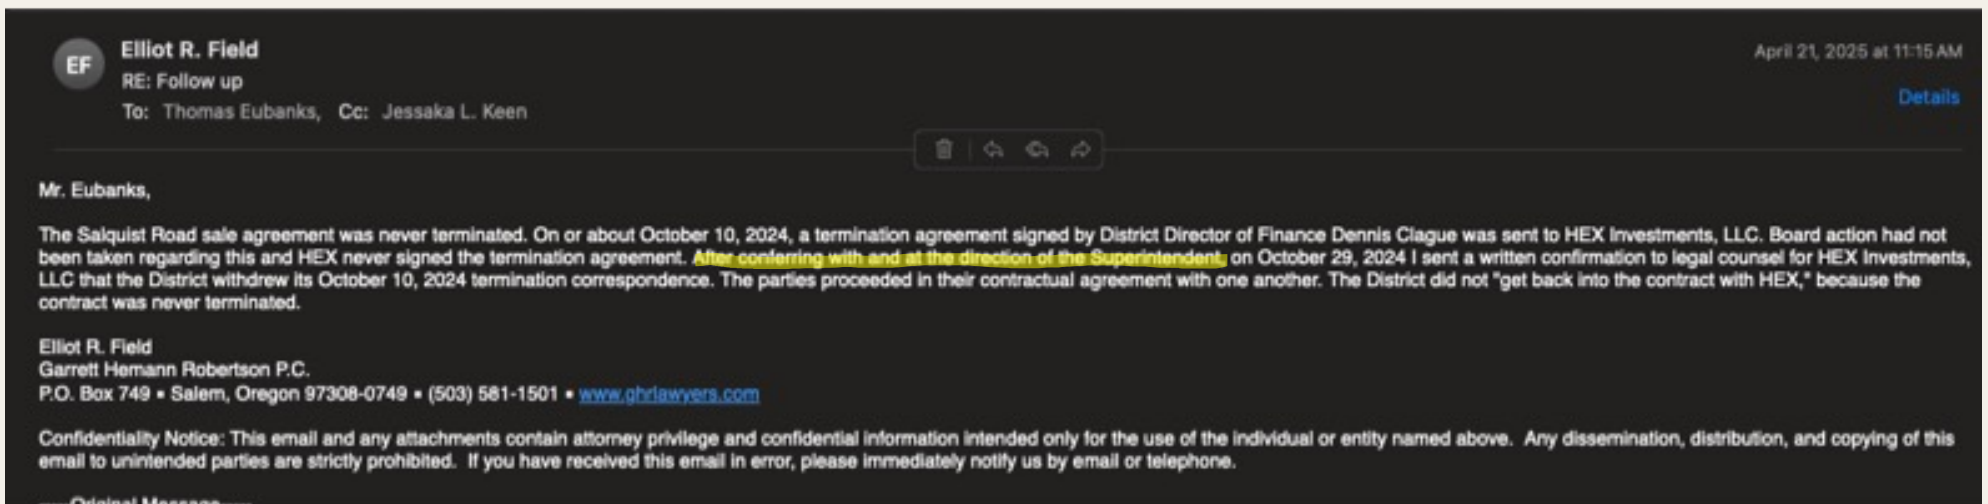 EF
Elliot R. Field
April 21, 2025 at 11:15 AM
RE: Follow up
To: Thomas Eubanks, Cc: Jessaka L. Keen
Details
Mr. Eubanks,
The Salquist Road sale agreement was never terminated. On or about October 10, 2024, a termination agreement signed by District Director of Finance Dennis Clague was sent to HEX Investments, LLC. Board action had not
been taken regarding this and HEX never signed the termination agreement. After conferring with and at the direction of the Superintendent, on October 29, 2024 I sent a written confirmation to legal counsel for HEX Investments,
LLC that the District withdrew its October 10, 2024 termination correspondence. The parties proceeded in their contractual agreement with one another. The District did not "get back into the contract with HEX," because the
contract was never terminated.
Elliot R. Field
Garrett Hemann Robertson P.C.
P.O. Box 749 ▪ Salem, Oregon 97308-0749 ▪ (503) 581-1501 ▪ www.ghrlawyers.com
Confidentiality Notice: This email and any attachments contain attorney privilege and confidential information intended only for the use of the individual or entity named above. Any dissemination, distribution, and copying of this
email to unintended parties are strictly prohibited. If you have received this email in error, please immediately notify us by email or telephone.
-----Original Message-----